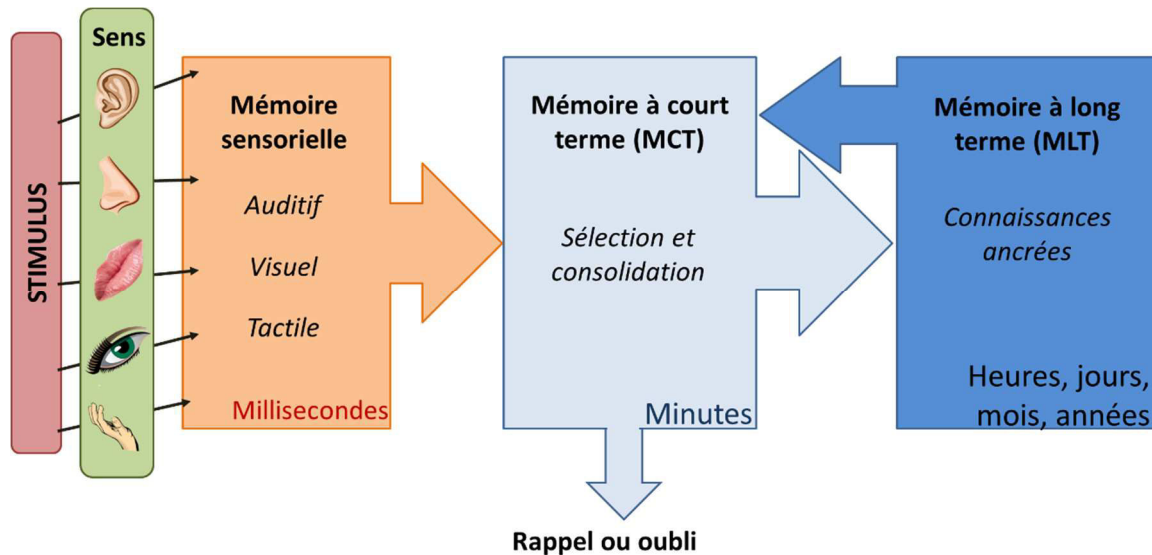 STIMULUS
Sens
Mémoire
sensorielle
Auditif
Visuel
Tactile
Millisecondes
Mémoire à court
terme (MCT)
Sélection et
consolidation
Minutes
Rappel ou oubli
Mémoire à long
terme (MLT)
Connaissances
ancrées
Heures, jours,
mois, années